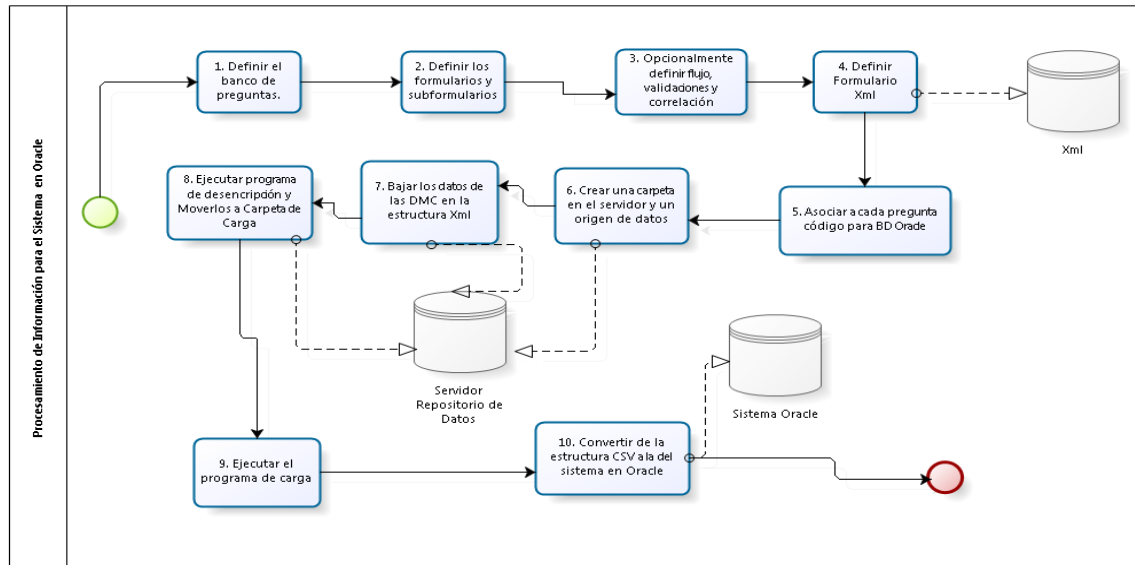 Procesamiento de Información para el Sistema en Oracle
1. Definir el
banco de
preguntas.
2. Definir los
formularios y
subformularios
3. Opcionalmente
definir flujo,
validaciones y
correlación
4. Definir
Formulario
Xml
Xml
8. Ejecutar programa
de desencripción y
Moverlos a Carpeta de
Carga
7. Bajar los datos de
las DMC en la
estructura Xml
6. Crear una carpeta
en el servidor y un
origen de datos
5. Asociar a cada pregunta
código para BD Oracle
Servidor
Repositorio de
Datos
Sistema Oracle
9. Ejecutar el
programa de carga
10. Convertir de la
estructura CSV a la del
sistema en Oracle